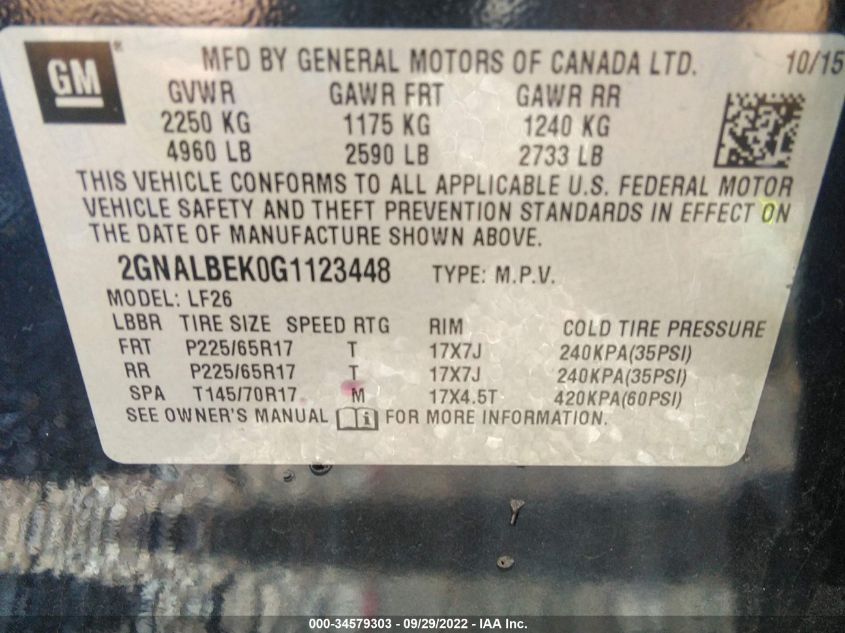 GM ® MFD BY GENERAL MOTORS OF CANADA LTD. 10/15
GVWR GAWR FRT GAWR RR
2250 KG 1175 KG 1240 KG
4960 LB 2590 LB 2733 LB
THIS VEHICLE CONFORMS TO ALL APPLICABLE U.S. FEDERAL MOTOR
VEHICLE SAFETY AND THEFT PREVENTION STANDARDS IN EFFECT ON
THE DATE OF MANUFACTURE SHOWN ABOVE.
2GNALBEK0G1123448 TYPE: M.P.V.
MODEL: LF26
LBBR TIRE SIZE SPEED RTG RIM COLD TIRE PRESSURE
FRT P225/65R17 T 17X7J 240KPA(35PSI)
RR P225/65R17 T 17X7J 240KPA(35PSI)
SPA T145/70R17 M 17X4.5T 420KPA(60PSI)
SEE OWNER'S MANUAL i FOR MORE INFORMATION.
000-34579303 - 09/29/2022 - IAA Inc.